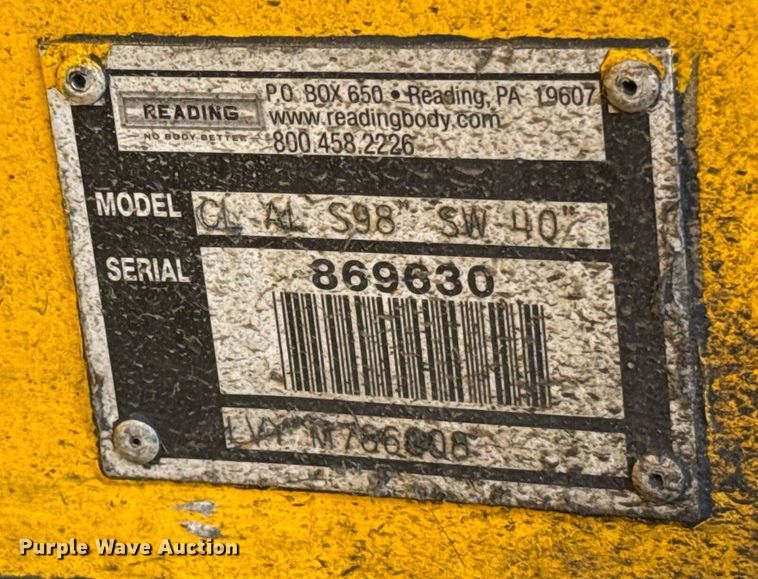 READING
NO BODY BETTER
P.O. BOX 650 • Reading, PA 19607
www.readingbody.com
800.458.2226
MODEL CL AL S98" SW 40"
SERIAL 869630
Purple Wave Auction